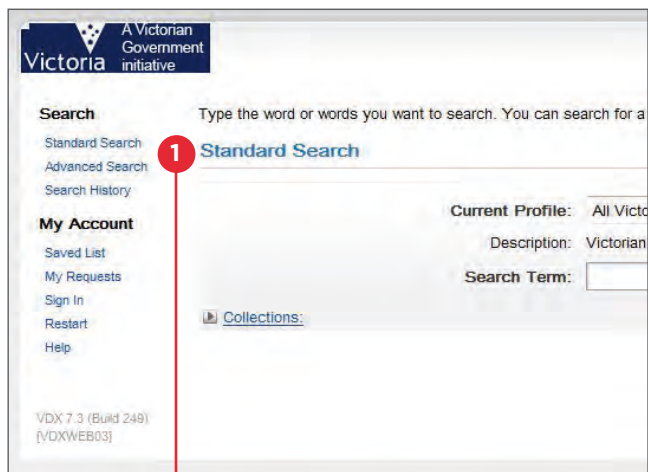 Victoria
A Victorian
Government
initiative
Search
Standard Search
Advanced Search
Search History
My Account
Saved List
My Requests
Sign In
Restart
Help
VDX 7.3 (Build 249)
[VDXWEB03]
Type the word or words you want to search. You can search for a
1
Standard Search
Current Profile: All Victo
Description: Victorian
Search Term:
Collections: